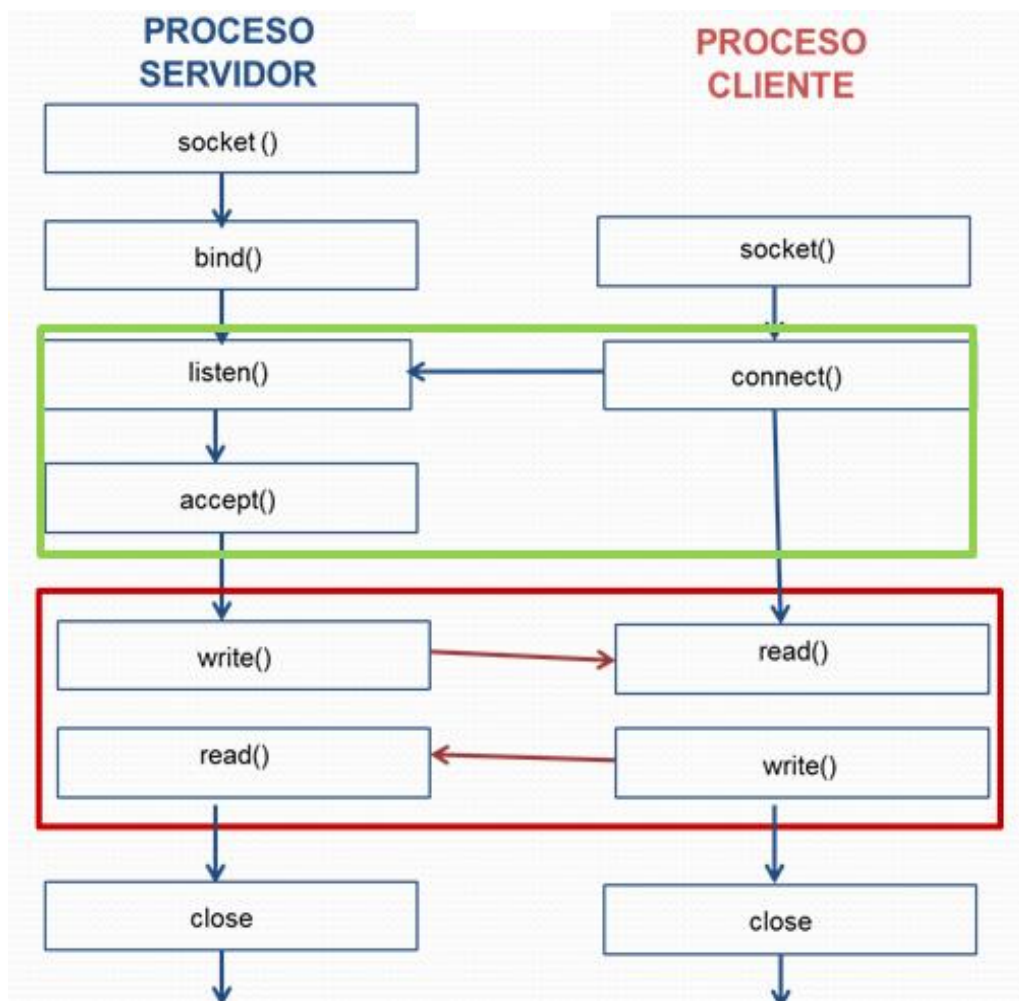 PROCESO
SERVIDOR
PROCESO
CLIENTE
socket ()
bind()
socket()
listen()
connect()
accept()
write()
read()
read()
write()
close
close